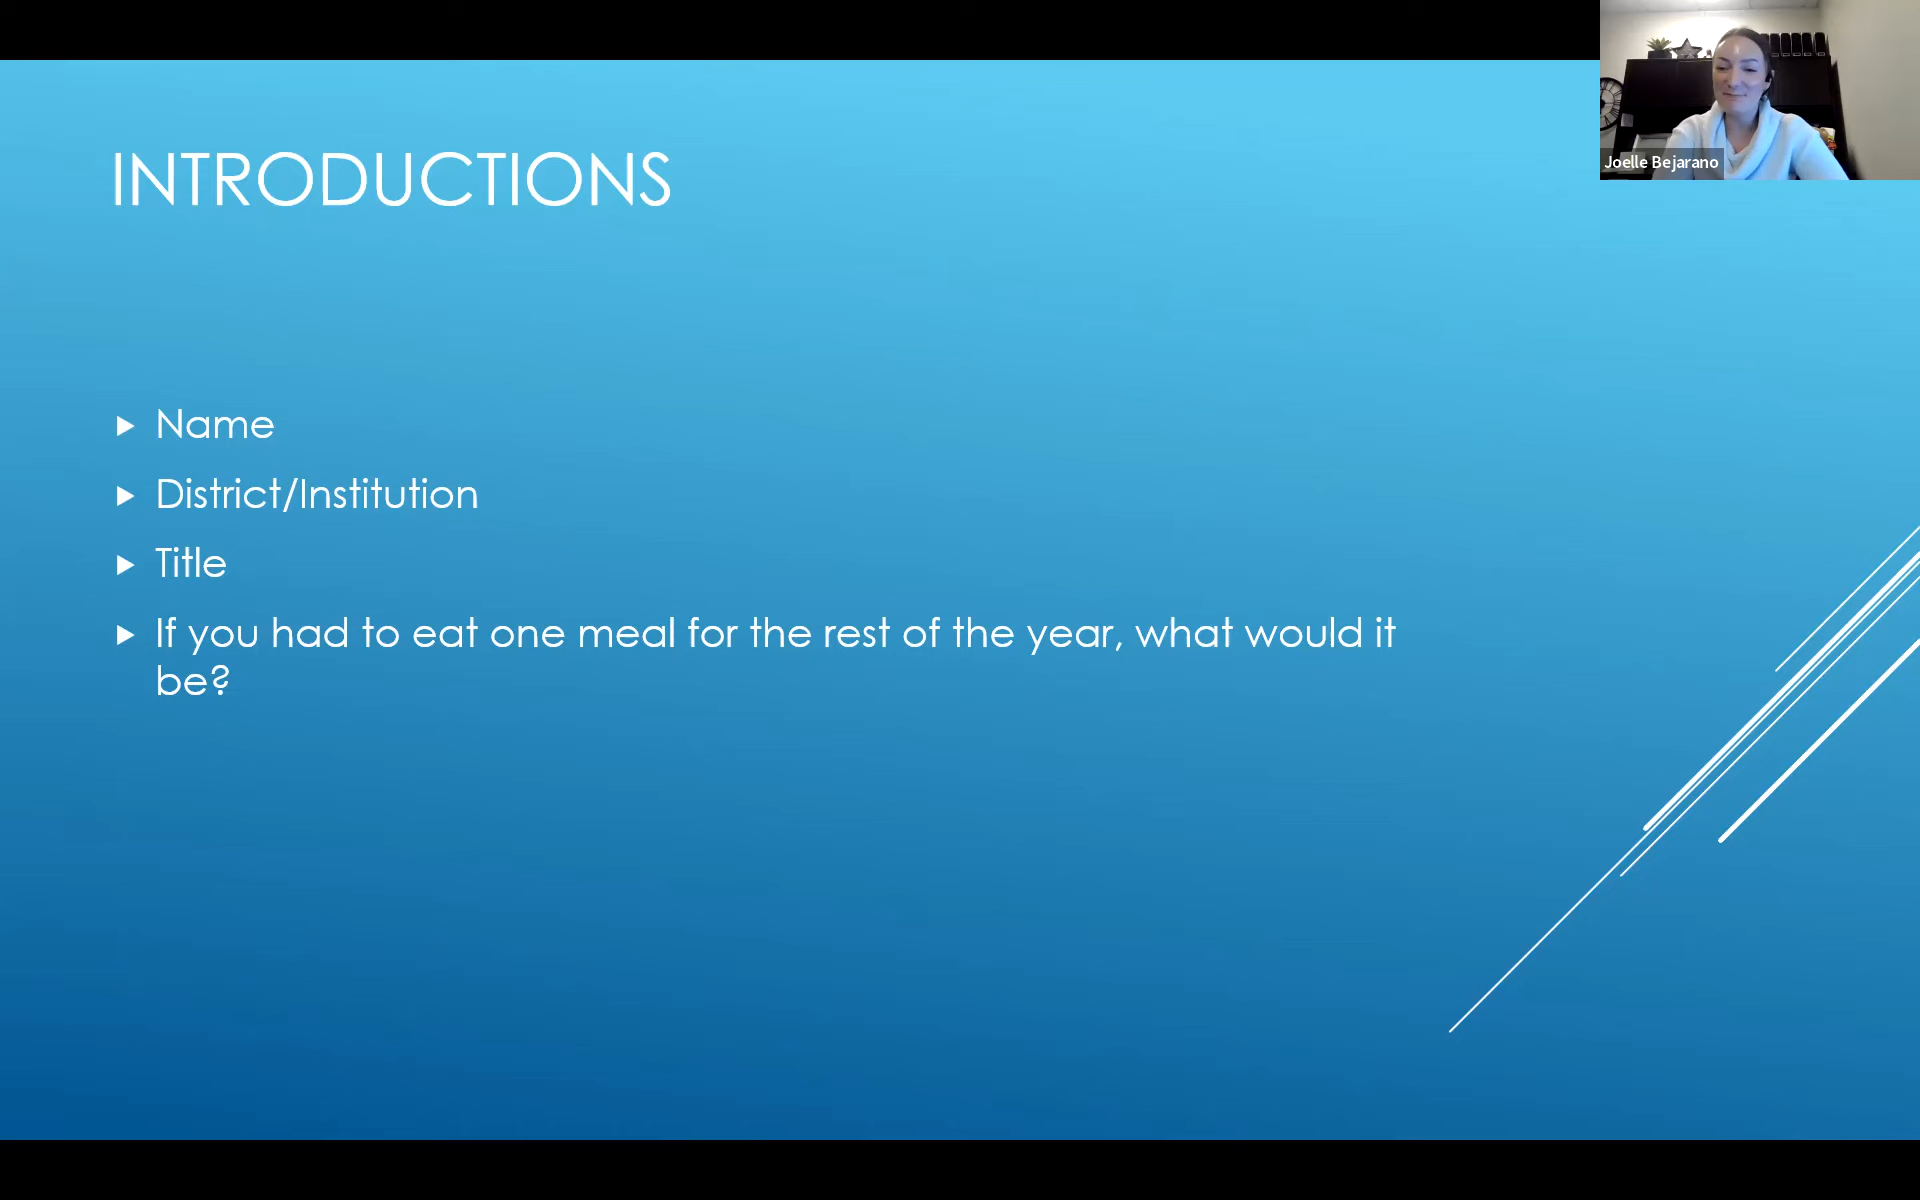 Joelle Bejarano
INTRODUCTIONS
Name
District/Institution
Title
If you had to eat one meal for the rest of the year, what would it
be?